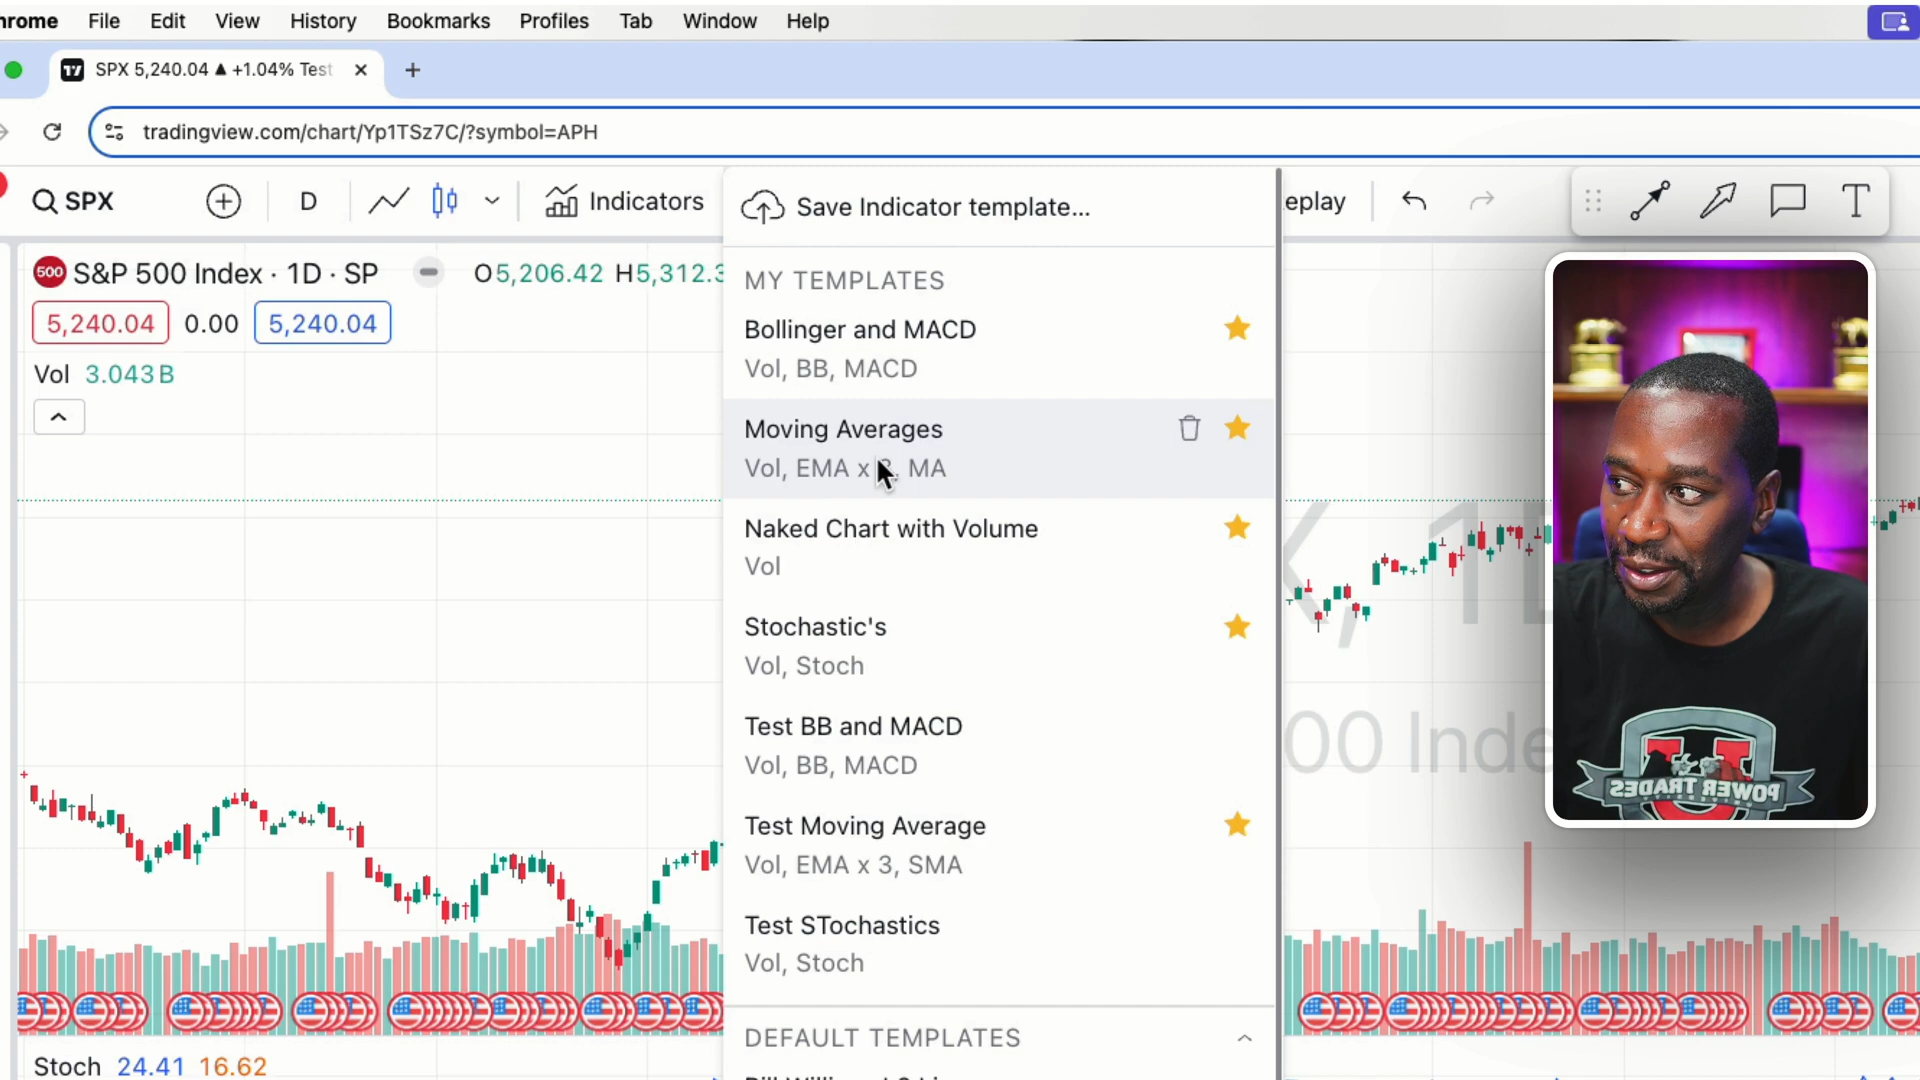 hrome File Edit View History Bookmarks Profiles Tab Window Help
SPX 5,240.04 ▲ +1.04% Test
tradingview.com/chart/Yp1TSz7C/?symbol=APH
SPX D Indicators
eplay
T
Save Indicator template...
500 S&P 500 Index · 1D · SP O5,206.42 H5,312.3
5,240.04 0.00 5,240.04
Vol 3.043B
MY TEMPLATES
Bollinger and MACD
Vol, BB, MACD
Moving Averages
Vol, EMA x , MA
Naked Chart with Volume
Vol
Stochastic's
Vol, Stoch
Test BB and MACD
Vol, BB, MACD
Test Moving Average
Vol, EMA x 3, SMA
Test STochastics
Vol, Stoch
DEFAULT TEMPLATES
X, 1D
00 Inde
POWER TRADES
U
Stoch 24.41 16.62